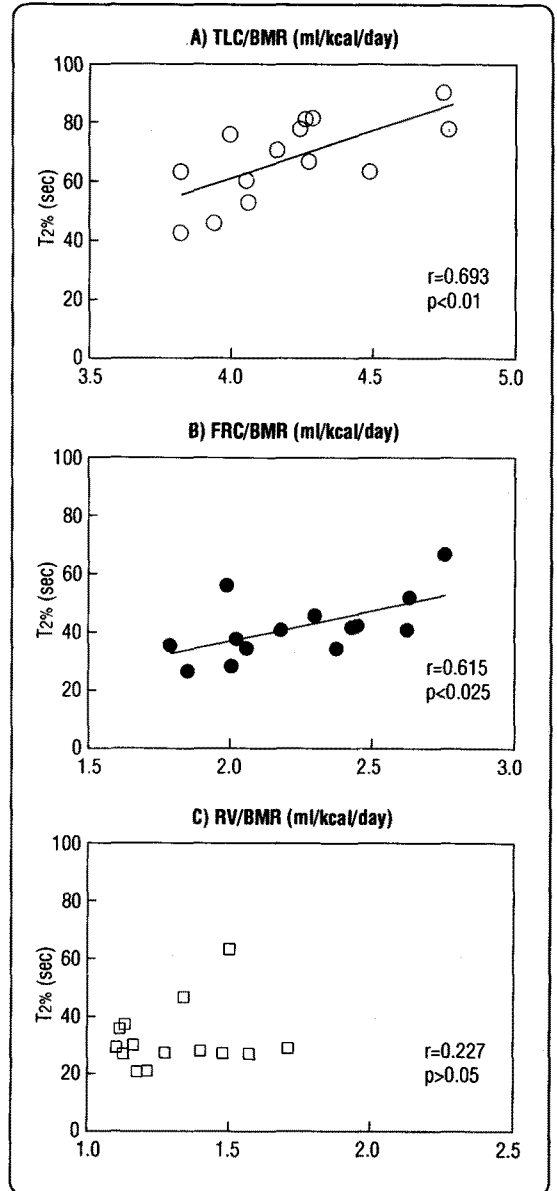 A) TLC/BMR (ml/kcal/day)
100
80
60
40
20
0
T2% (sec)
r=0.693
p<0.01
3.5 4.0 4.5 5.0
B) FRC/BMR (ml/kcal/day)
100
80
60
40
20
0
T2% (sec)
r=0.615
p<0.025
1.5 2.0 2.5 3.0
C) RV/BMR (ml/kcal/day)
100
80
60
40
20
0
T2% (sec)
r=0.227
p>0.05
1.0 1.5 2.0 2.5